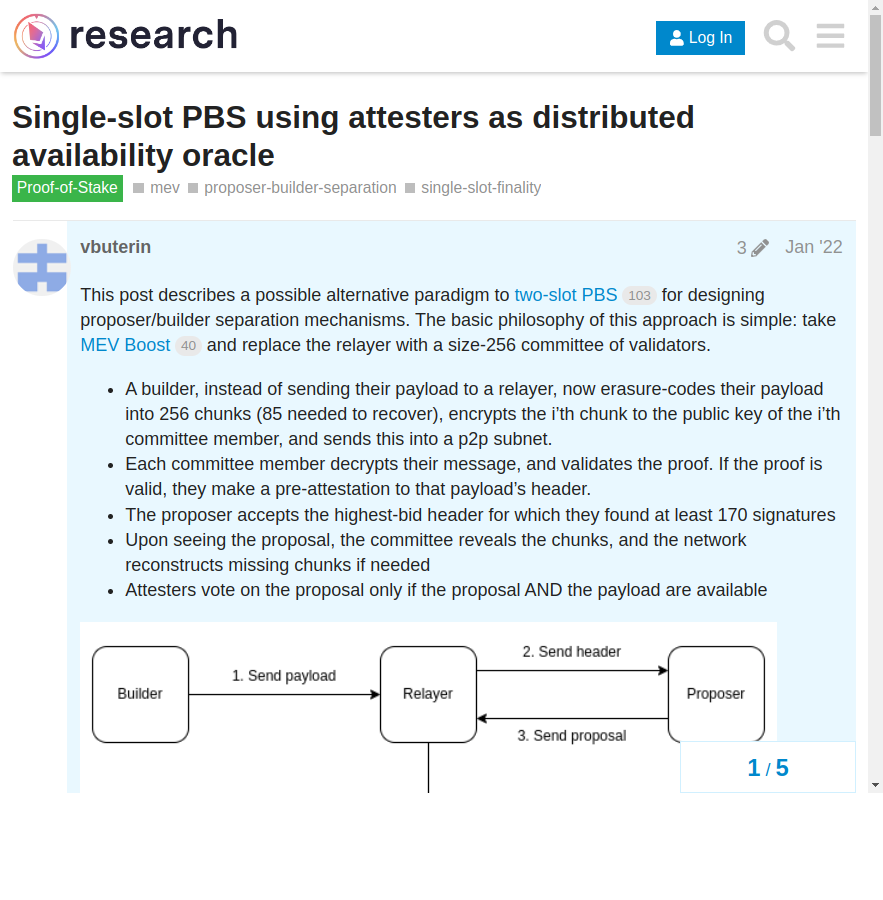 research
Log In
Single-slot PBS using attesters as distributed
availability oracle
Proof-of-Stake mev proposer-builder-separation single-slot-finality
vbuterin 3 Jan '22
This post describes a possible alternative paradigm to two-slot PBS 103 for designing
proposer/builder separation mechanisms. The basic philosophy of this approach is simple: take
MEV Boost 40 and replace the relayer with a size-256 committee of validators.
• A builder, instead of sending their payload to a relayer, now erasure-codes their payload
into 256 chunks (85 needed to recover), encrypts the i’th chunk to the public key of the i’th
committee member, and sends this into a p2p subnet.
• Each committee member decrypts their message, and validates the proof. If the proof is
valid, they make a pre-attestation to that payload’s header.
• The proposer accepts the highest-bid header for which they found at least 170 signatures
• Upon seeing the proposal, the committee reveals the chunks, and the network
reconstructs missing chunks if needed
• Attesters vote on the proposal only if the proposal AND the payload are available
2. Send header
1. Send payload
Builder Relayer Proposer
3. Send proposal
1 / 5